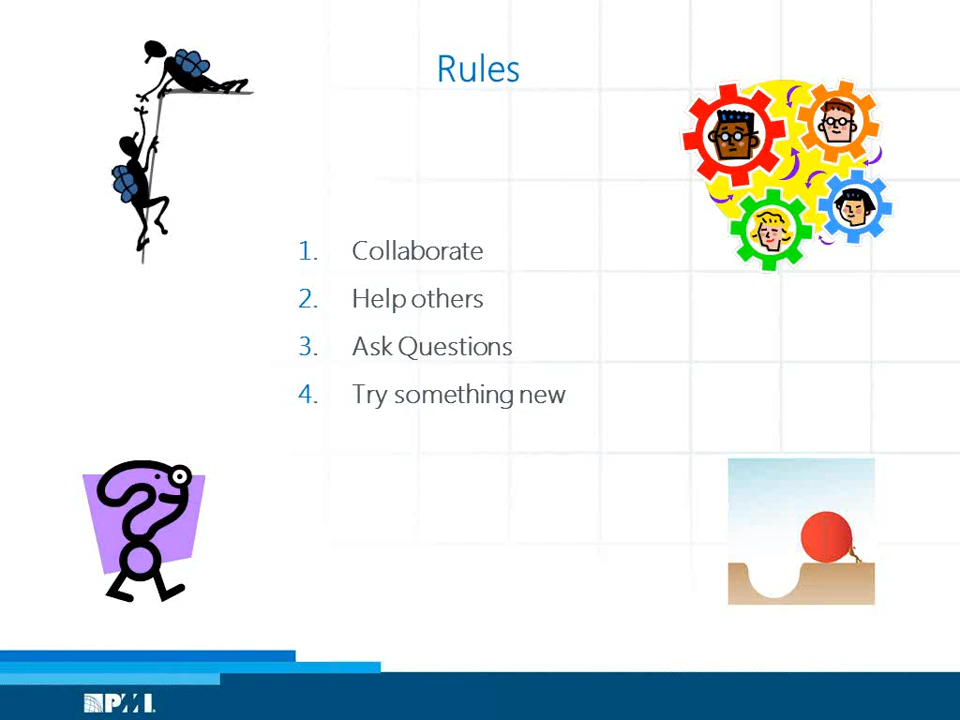 Rules
1. Collaborate
2. Help others
3. Ask Questions
4. Try something new
PMI.